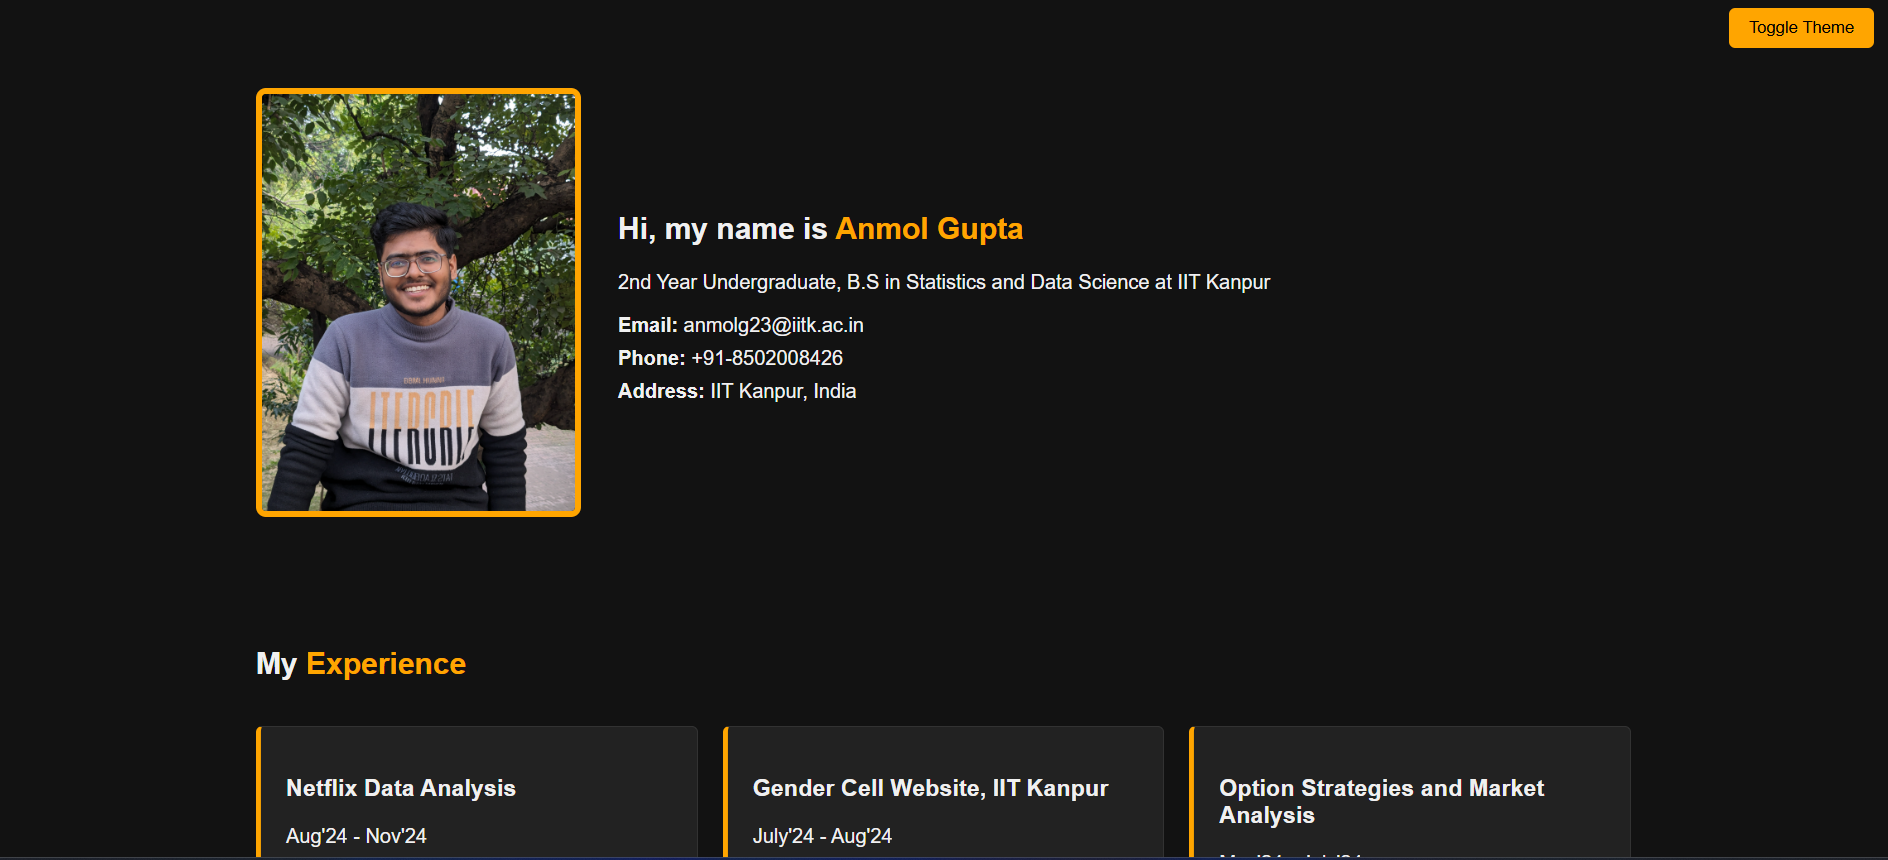 Toggle Theme
Hi, my name is Anmol Gupta
2nd Year Undergraduate, B.S in Statistics and Data Science at IIT Kanpur
Email: anmolg23@iitk.ac.in
Phone: +91-8502008426
Address: IIT Kanpur, India
My Experience
Netflix Data Analysis
Aug'24 - Nov'24
Gender Cell Website, IIT Kanpur
July'24 - Aug'24
Option Strategies and Market
Analysis